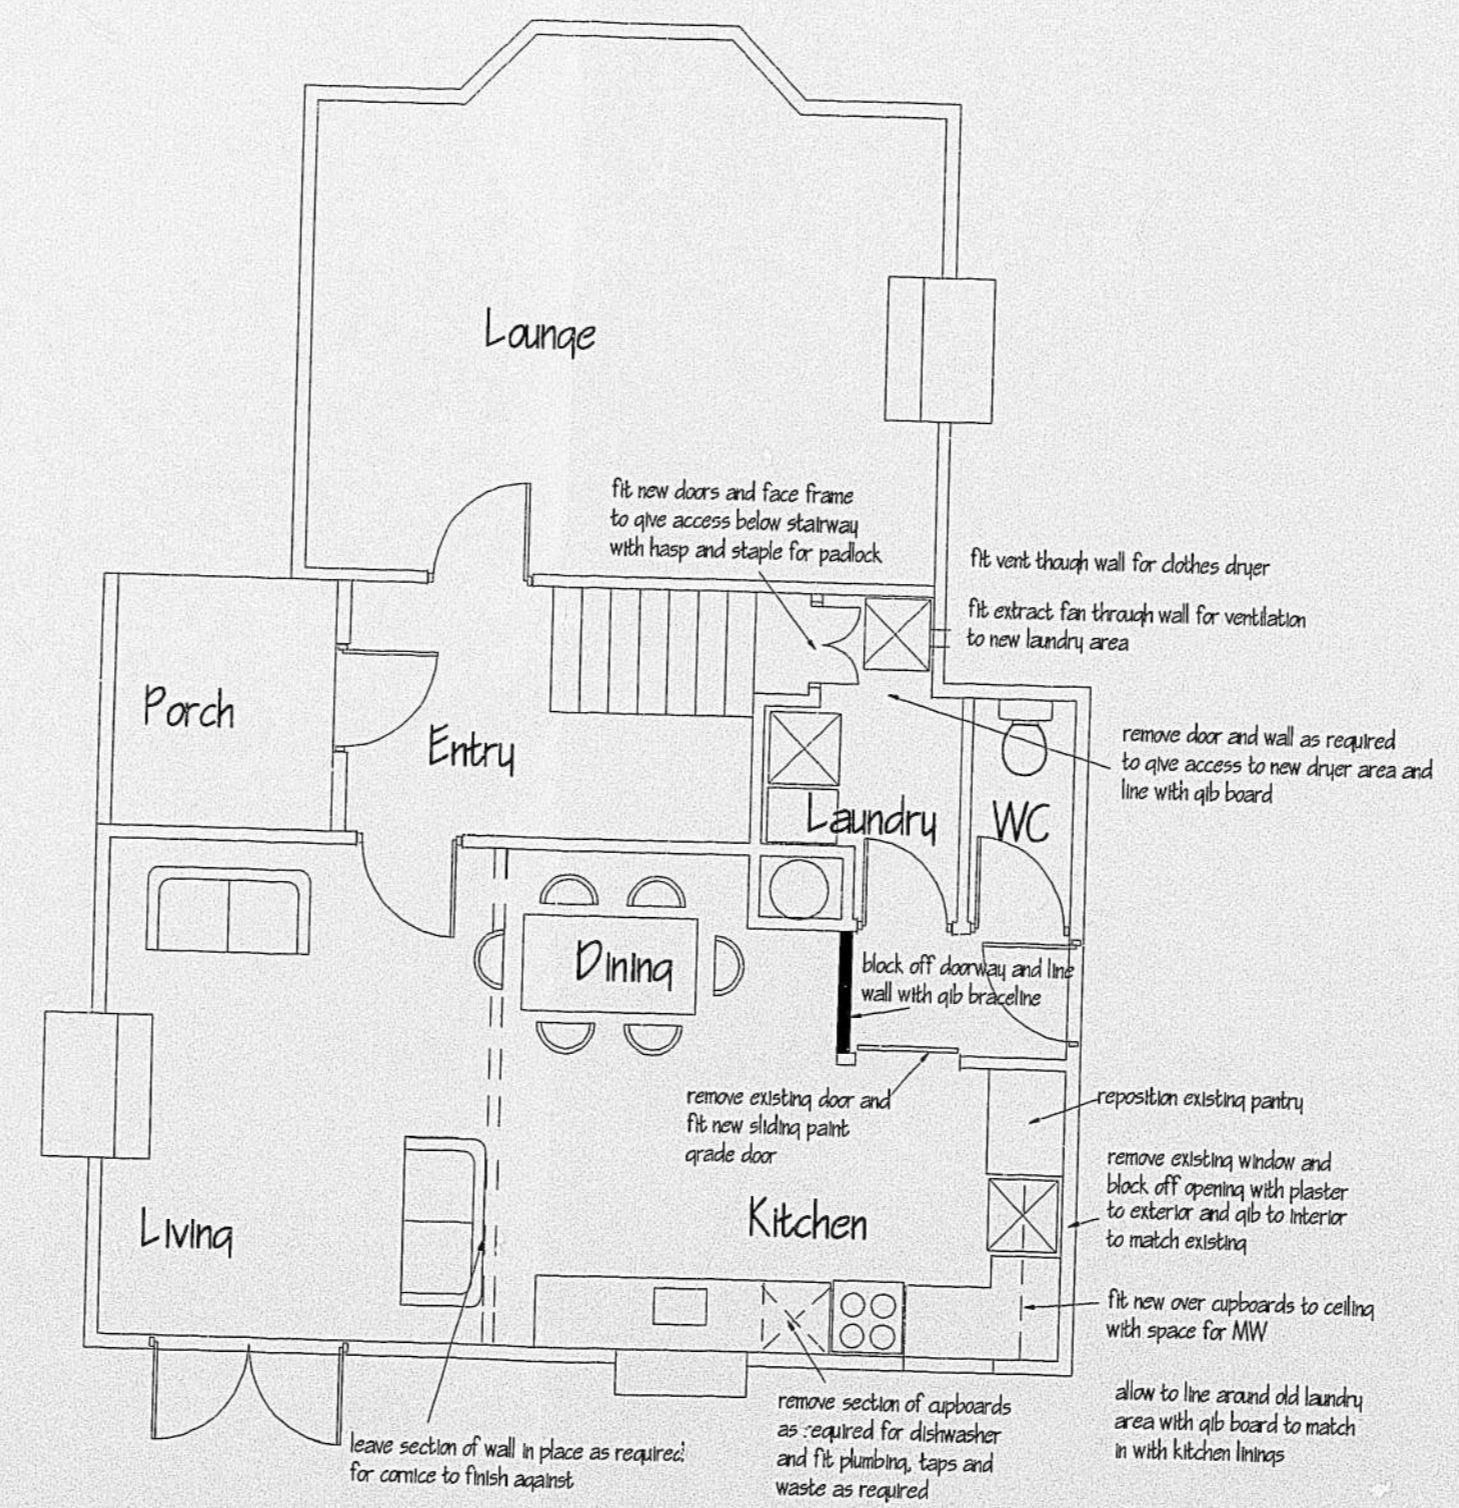 Lounge
fit new doors and face frame
to give access below stairway
with hasp and staple for padlock
fit vent though wall for clothes dryer
fit extract fan through wall for ventilation
to new laundry area
Porch
Entry
remove door and wall as required
to give access to new dryer area and
line with gib board
Laundry
WC
Dining
block off doorway and line
wall with gib braceline
remove existing door and
fit new sliding paint
grade door
reposition existing pantry
remove existing window and
block off opening with plaster
to exterior and gib to interior
to match existing
Living
Kitchen
fit new over cupboards to ceiling
with space for MW
allow to line around old laundry
area with gib board to match
in with kitchen linings
remove section of cupboards
as required for dishwasher
and fit plumbing, taps and
waste as required
leave section of wall in place as required
for cornice to finish against